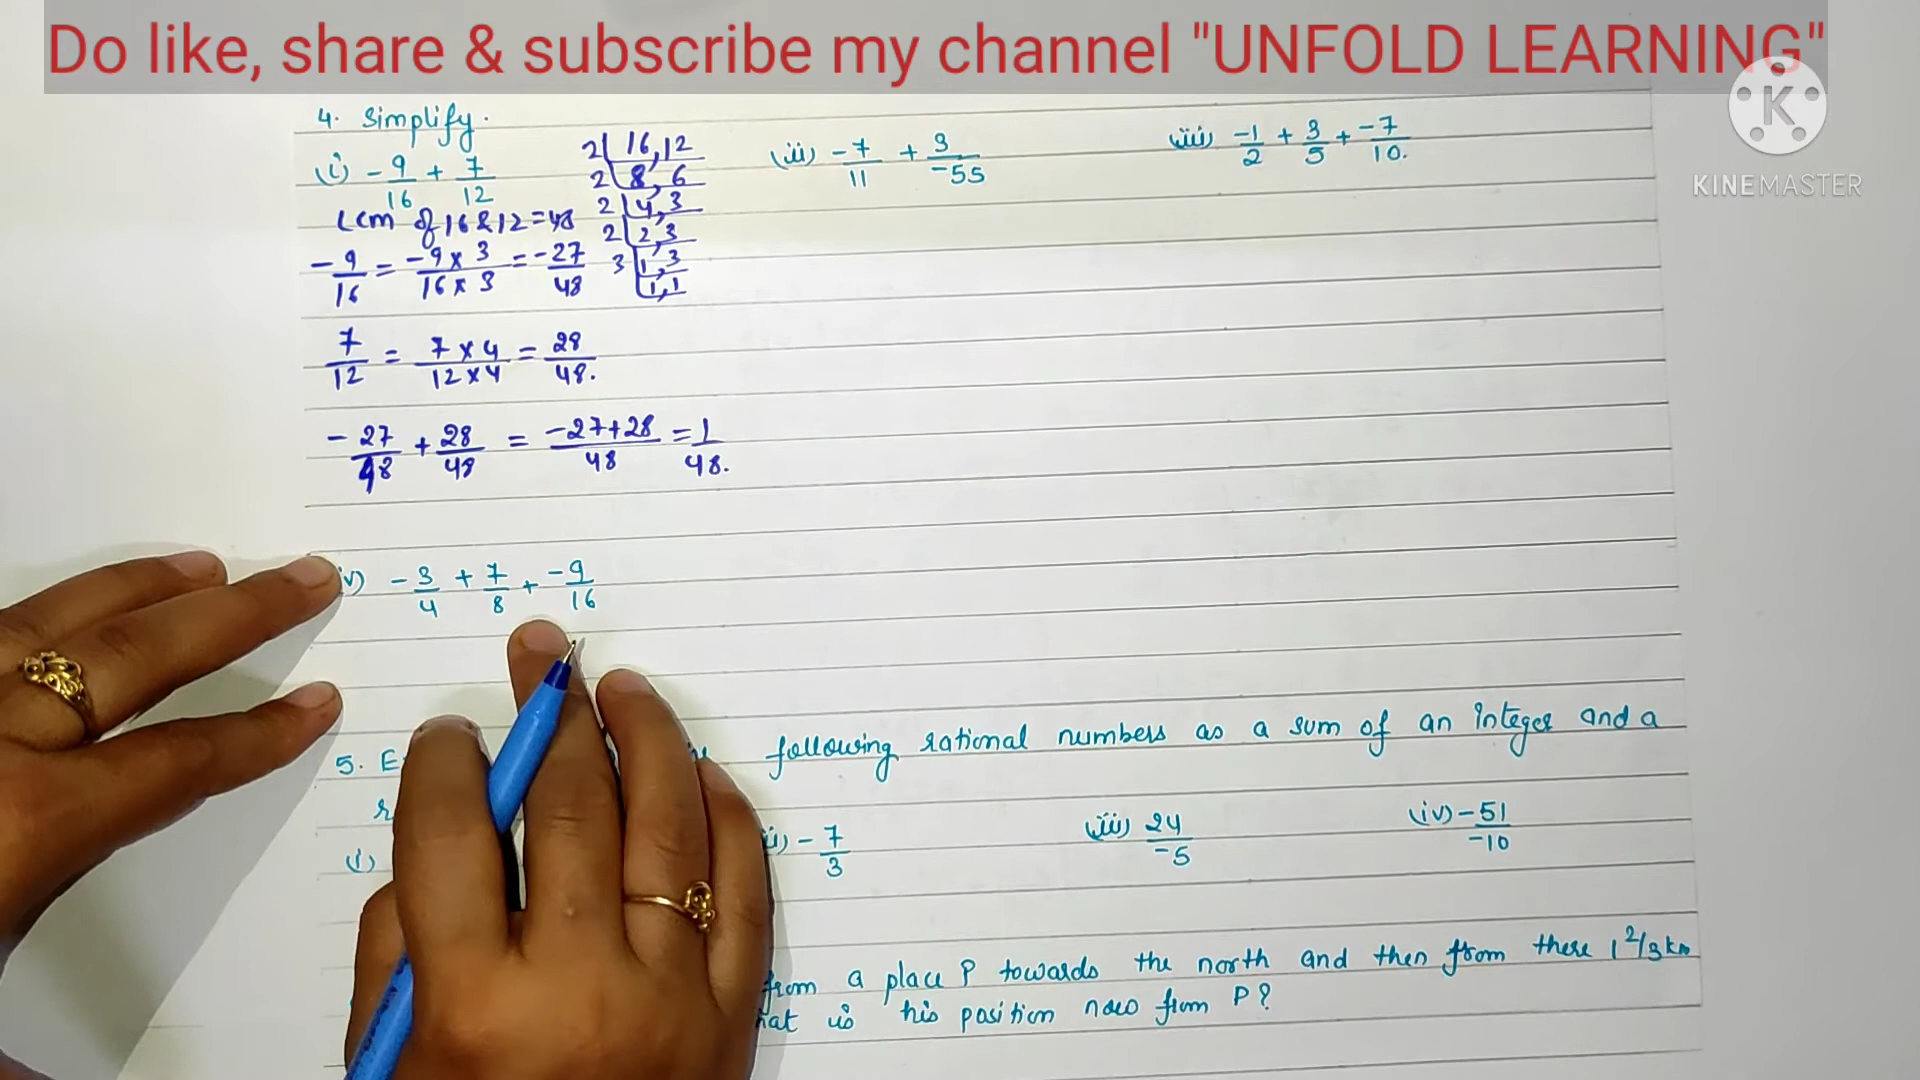 Do like, share & subscribe my channel "UNFOLD LEARNING"
K
KINEMASTER
4. Simplify.
(i) -9/16 + 7/12
2 | 16, 12
2 | 8, 6
2 | 4, 3
2 | 2, 3
3 | 1, 3
1, 1
Lcm of 16 & 12 = 48
-9/16 = -9 × 3/16 × 3 = -27/48
7/12 = 7 × 4/12 × 4 = 28/48.
-27/48 + 28/48 = -27+28/48 = 1/48.
(ii) -7/11 + 3/-55
(iii) -1/2 + 3/5 + -7/10.
iv) -3/4 + 7/8 + -9/16
5. following rational numbers as a sum of an integer and a
(i)
ii) -7/3
(iii) 24/-5
(iv) -51/-10
from a place P towards the north and then from there 1 2/3 km
is his position now from P?